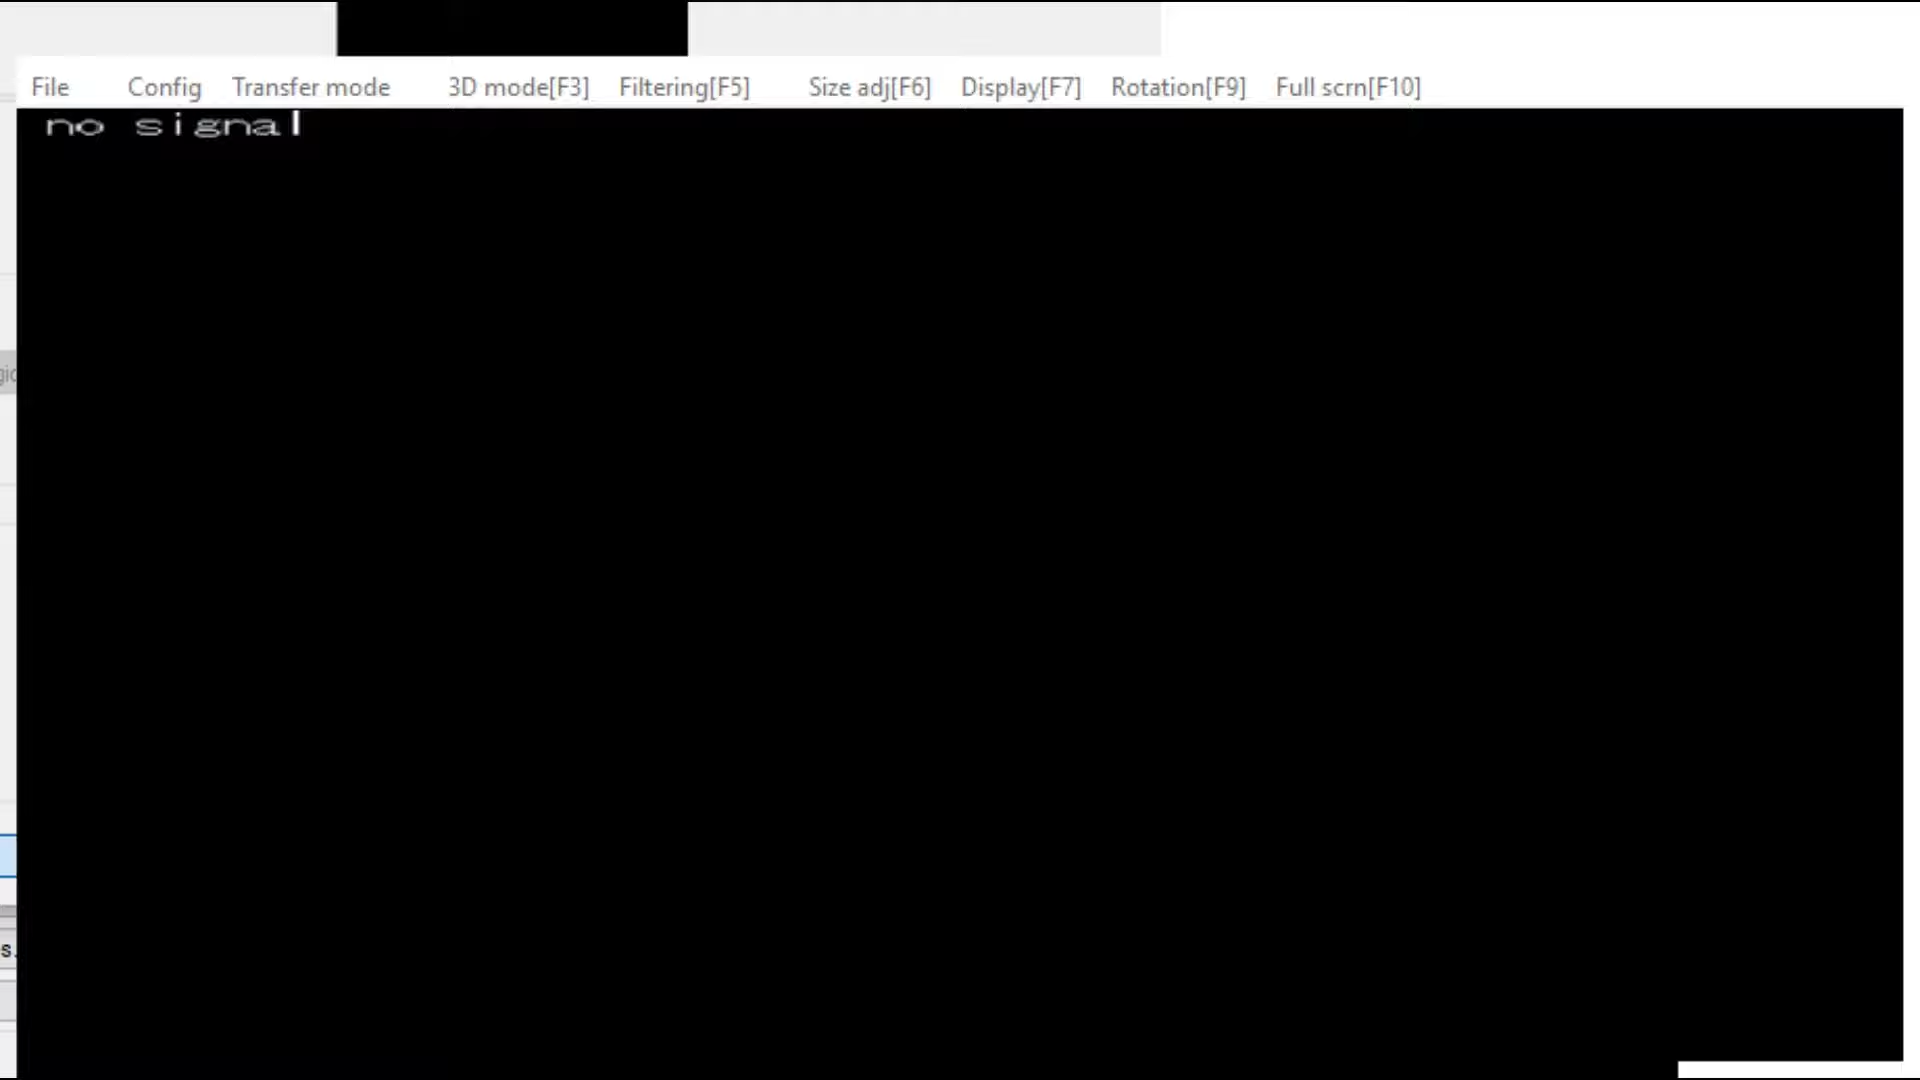 File Config Transfer mode 3D mode[F3] Filtering[F5] Size adj[F6] Display[F7] Rotation[F9] Full scrn[F10]
no signal
gic
s.